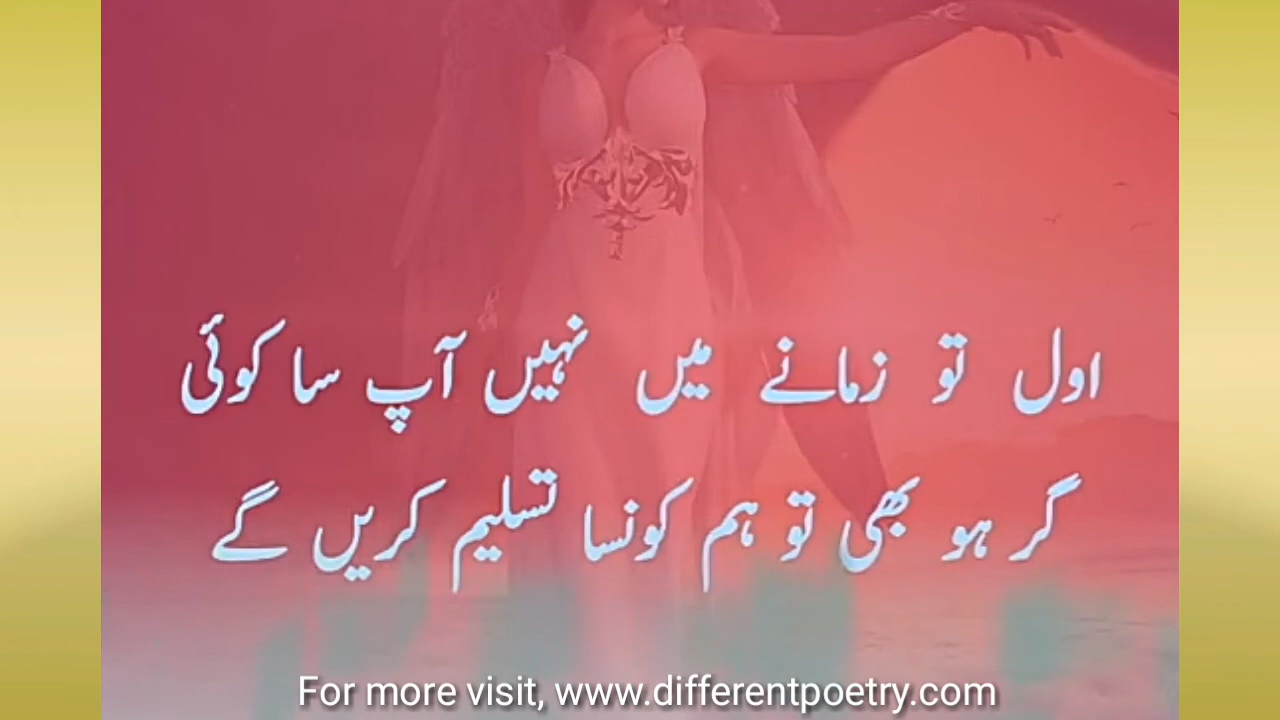 اول تو زمانے میں نہیں آپ سا کوئی
گر ہو بھی تو ہم کونسا تسلیم کریں گے
For more visit, www.differentpoetry.com